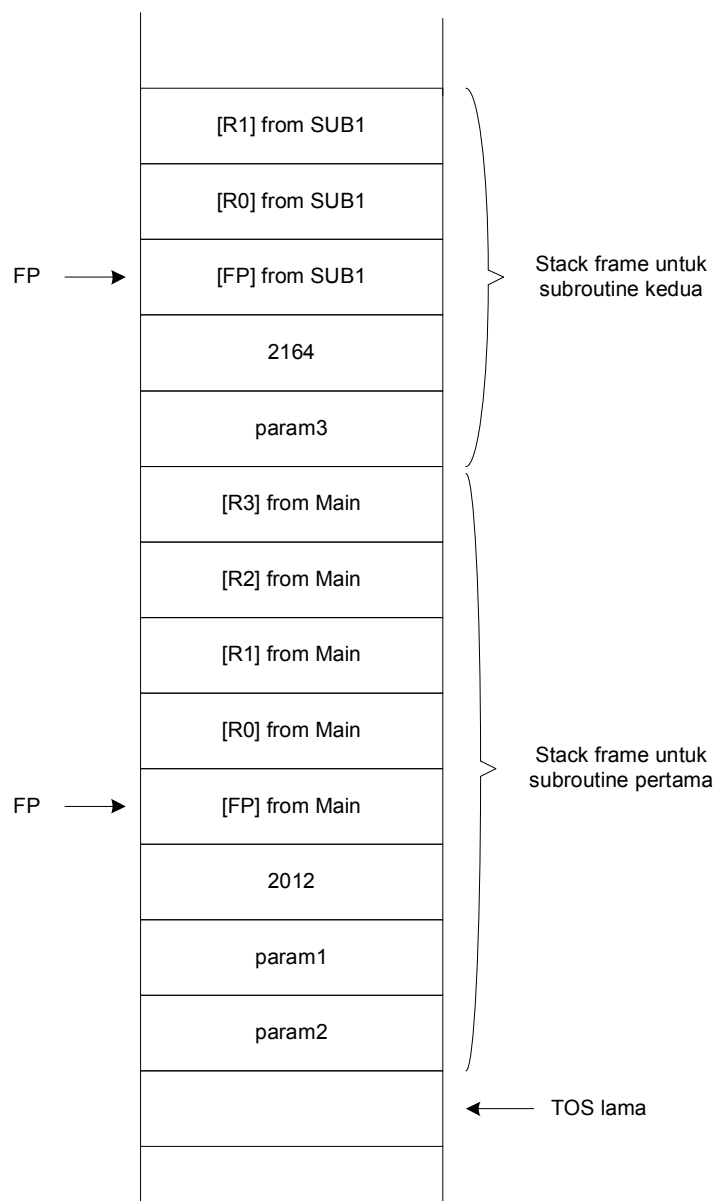 [R1] from SUB1
[R0] from SUB1
FP
[FP] from SUB1
Stack frame untuk
subroutine kedua
2164
param3
[R3] from Main
[R2] from Main
[R1] from Main
[R0] from Main
Stack frame untuk
subroutine pertama
FP
[FP] from Main
2012
param1
param2
TOS lama